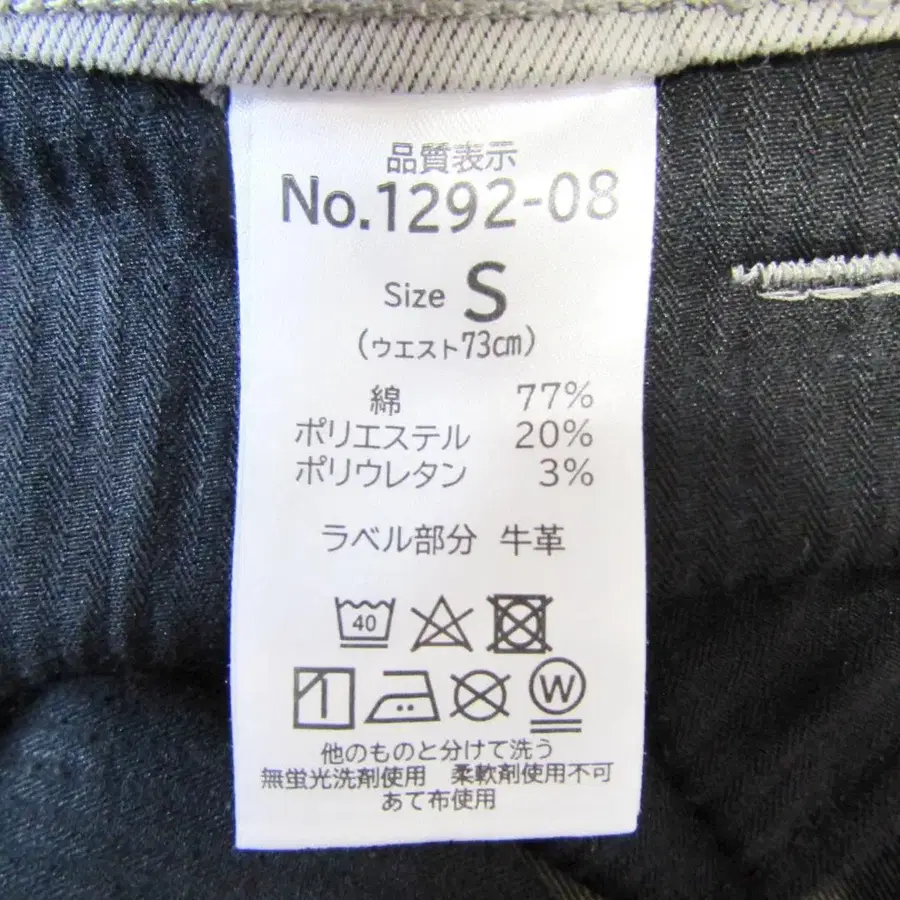 品質表示
No.1292-08
Size S
(ウエスト73cm)
綿 77%
ポリエステル 20%
ポリウレタン 3%
ラベル部分 牛革
40
W
他のものと分けて洗う
無蛍光洗剤使用 柔軟剤使用不可
あて布使用